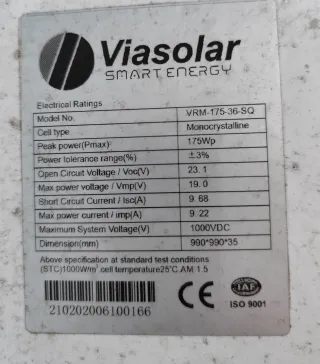 Viasolar
SMART ENERGY
Electrical Ratings
Model No. VRM-175-36-SQ
Cell type Monocrystalline
Peak power(Pmax) 175Wp
Power tolerance range(%) ±3%
Open Circuit Voltage / Voc(V) 23.1
Max power voltage / Vmp(V) 19.0
Short Circuit Current / Isc(A) 9.68
Max power current / imp(A) 9.22
Maximum System Voltage(V) 1000VDC
Dimension(mm) 990*990*35
Above specification at standard test conditions
(STC)1000W/m² cell temperature25°C AM 1.5
210202006100166
CE
IAF
ISO 9001